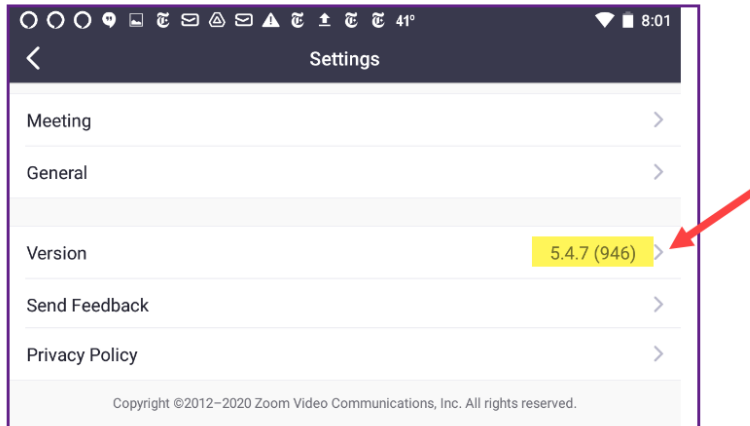 41° 8:01
Settings
Meeting
General
Version 5.4.7 (946)
Send Feedback
Privacy Policy
Copyright ©2012–2020 Zoom Video Communications, Inc. All rights reserved.